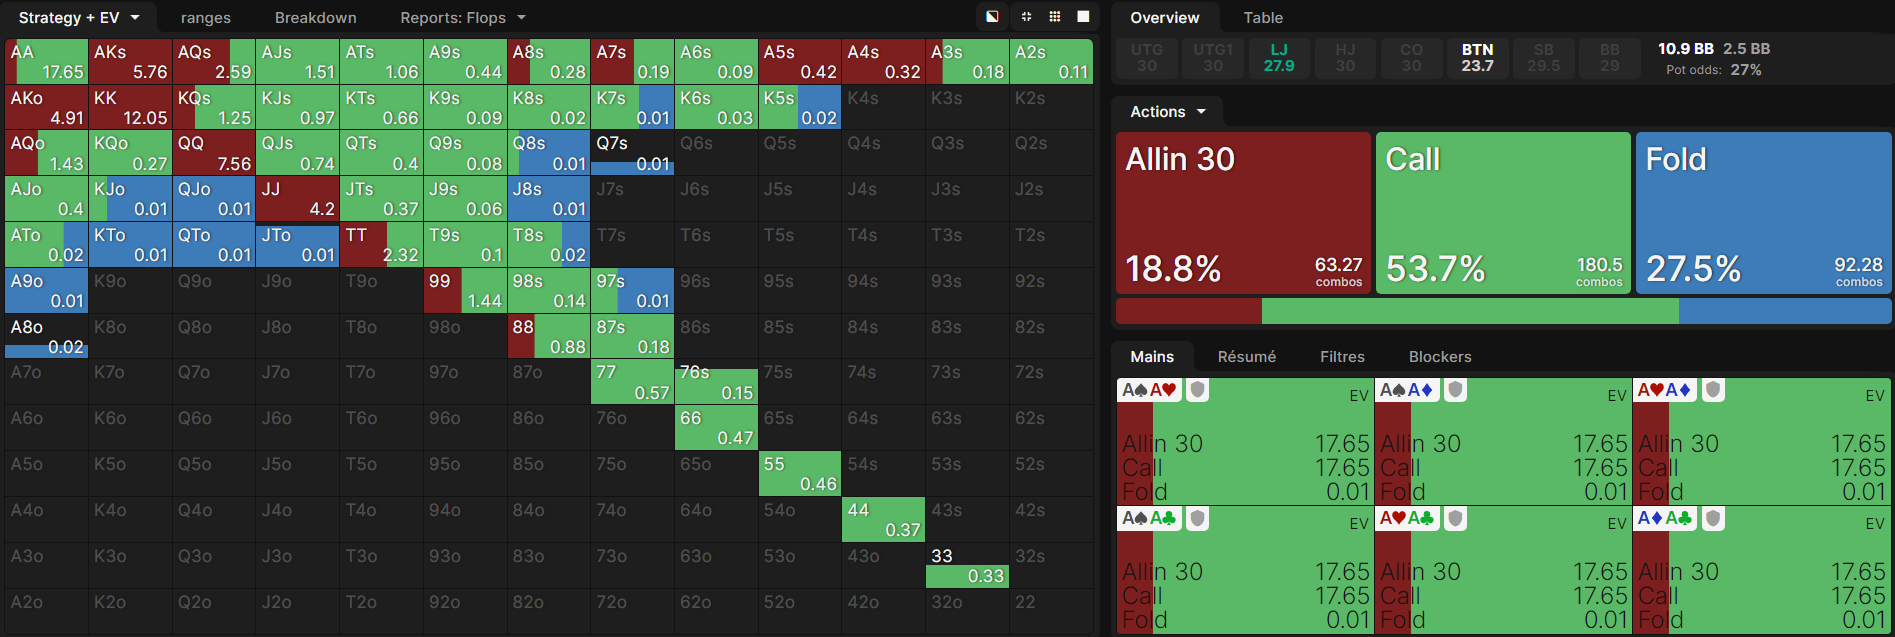 Strategy + EV ranges Breakdown Reports: Flops
AA 17.65 AKs 5.76 AQs 2.59 AJs 1.51 ATs 1.06 A9s 0.44 A8s 0.28 A7s 0.19 A6s 0.09 A5s 0.42 A4s 0.32 A3s 0.18 A2s 0.11
AKo 4.91 KK 12.05 KQs 1.25 KJs 0.97 KTs 0.66 K9s 0.09 K8s 0.02 K7s 0.01 K6s 0.03 K5s 0.02 K4s K3s K2s
AQo 1.43 KQo 0.27 QQ 7.56 QJs 0.74 QTs 0.4 Q9s 0.08 Q8s 0.01 Q7s 0.01 Q6s Q5s Q4s Q3s Q2s
AJo 0.4 KJo 0.01 QJo 0.01 JJ 4.2 JTs 0.37 J9s 0.06 J8s 0.01 J7s J6s J5s J4s J3s J2s
ATo 0.02 KTo 0.01 QTo 0.01 JTo 0.01 TT 2.32 T9s 0.1 T8s 0.02 T7s T6s T5s T4s T3s T2s
A9o 0.01 K9o Q9o J9o T9o 99 1.44 98s 0.14 97s 0.01 96s 95s 94s 93s 92s
A8o 0.02 K8o Q8o J8o T8o 98o 88 0.88 87s 0.18 86s 85s 84s 83s 82s
A7o K7o Q7o J7o T7o 97o 87o 77 0.57 76s 0.15 75s 74s 73s 72s
A6o K6o Q6o J6o T6o 96o 86o 76o 66 0.47 65s 64s 63s 62s
A5o K5o Q5o J5o T5o 95o 85o 75o 65o 55 0.46 54s 53s 52s
A4o K4o Q4o J4o T4o 94o 84o 74o 64o 54o 44 0.37 43s 42s
A3o K3o Q3o J3o T3o 93o 83o 73o 63o 53o 43o 33 0.33 32s
A2o K2o Q2o J2o T2o 92o 82o 72o 62o 52o 42o 32o 22
Overview Table
UTG UTG1 LJ HJ CO BTN SB BB
30 30 27.9 30 30 23.7 29.5 29
10.9 BB 2.5 BB
Pot odds: 27%
Actions
Allin 30 Call Fold
18.8% 63.27 combos 53.7% 180.5 combos 27.5% 92.28 combos
Mains Résumé Filtres Blockers
A♠A♥ EV A♠A♦ EV A♥A♦ EV
Allin 30 17.65 Allin 30 17.65 Allin 30 17.65
Call 17.65 Call 17.65 Call 17.65
Fold 0.01 Fold 0.01 Fold 0.01
A♠A♣ EV A♥A♣ EV A♦A♣ EV
Allin 30 17.65 Allin 30 17.65 Allin 30 17.65
Call 17.65 Call 17.65 Call 17.65
Fold 0.01 Fold 0.01 Fold 0.01